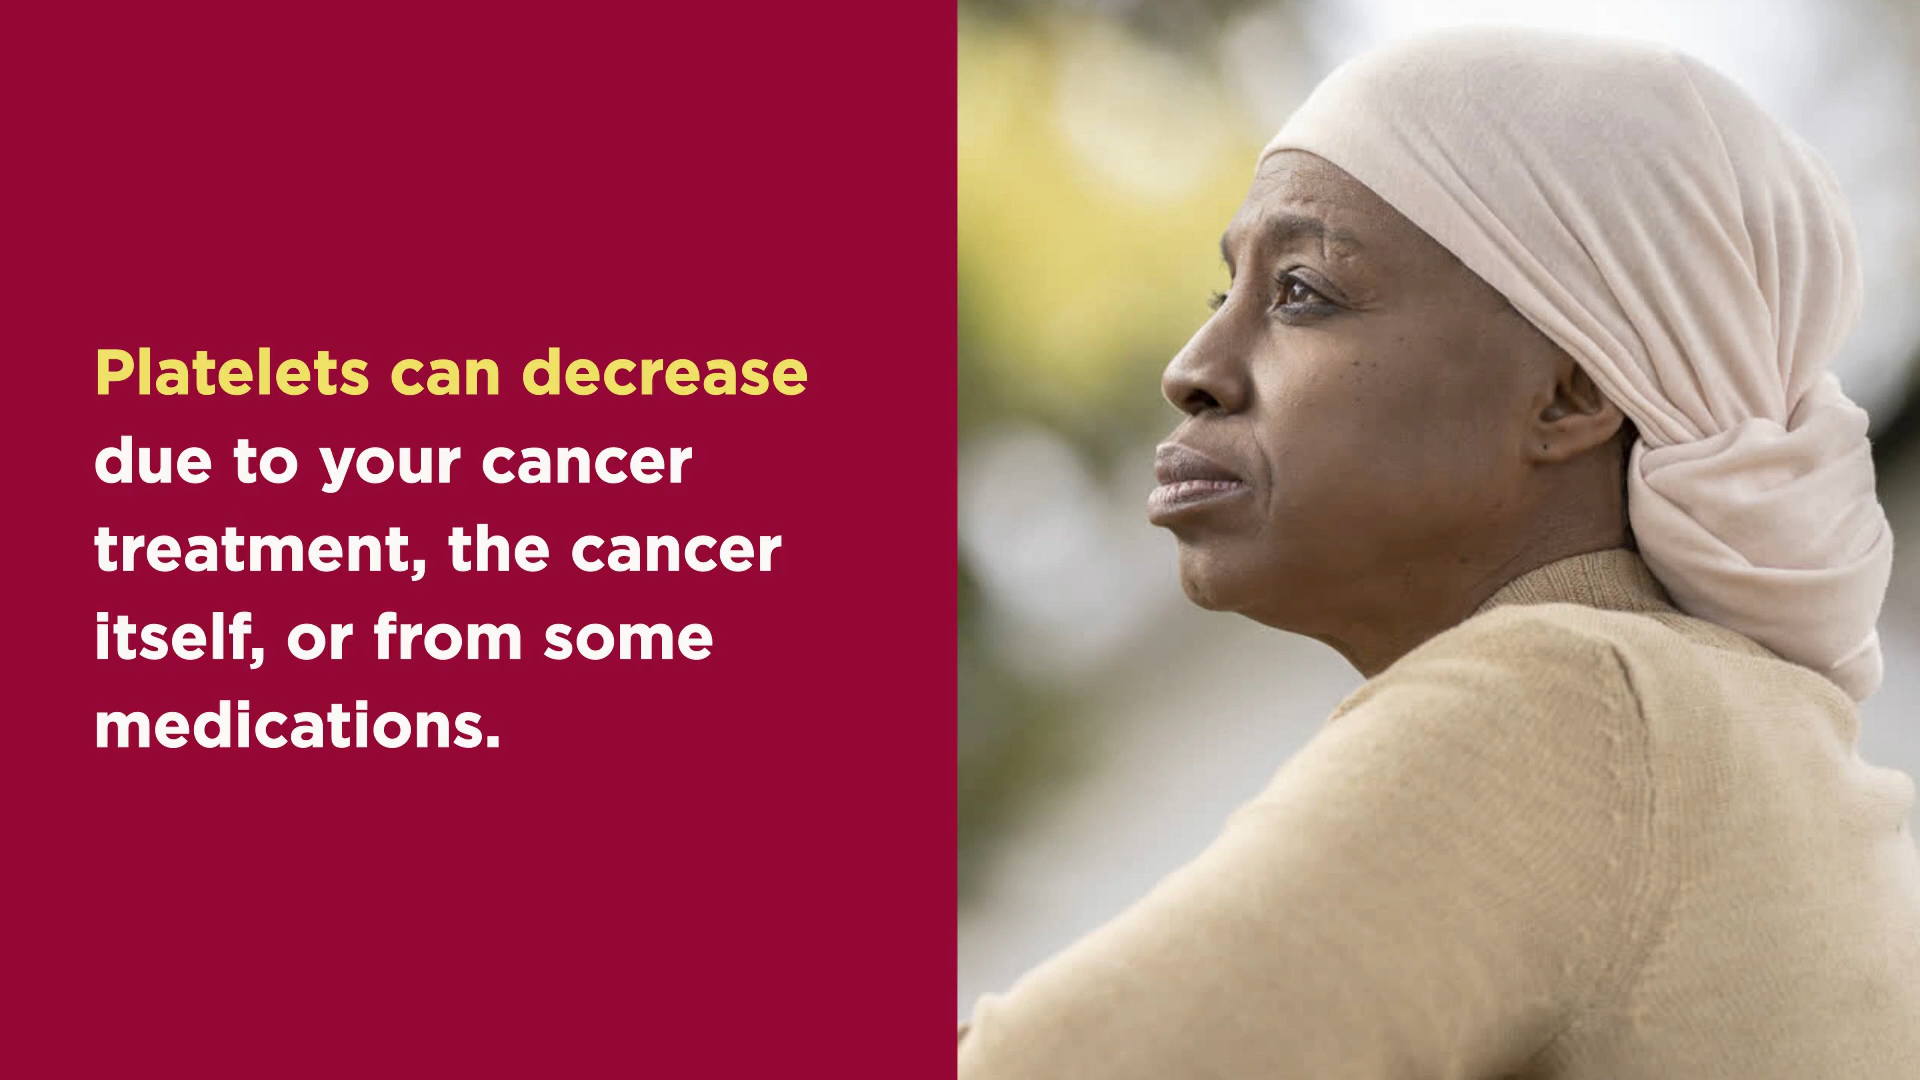 Platelets can decrease
due to your cancer
treatment, the cancer
itself, or from some
medications.